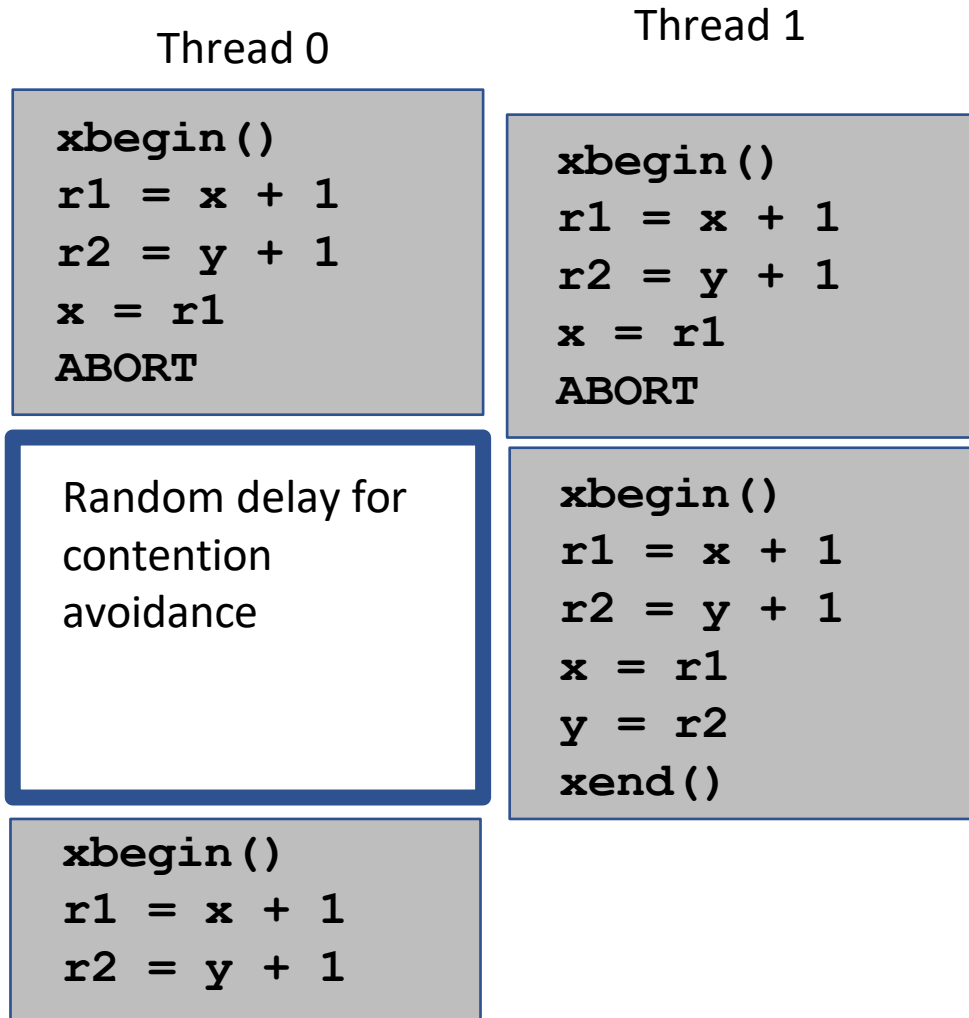 Thread 0
xbegin()
r1 = x + 1
r2 = y + 1
x = r1
ABORT
Random delay for
contention
avoidance
xbegin()
r1 = x + 1
r2 = y + 1
Thread 1
xbegin()
r1 = x + 1
r2 = y + 1
x = r1
ABORT
xbegin()
r1 = x + 1
r2 = y + 1
x = r1
y = r2
xend()